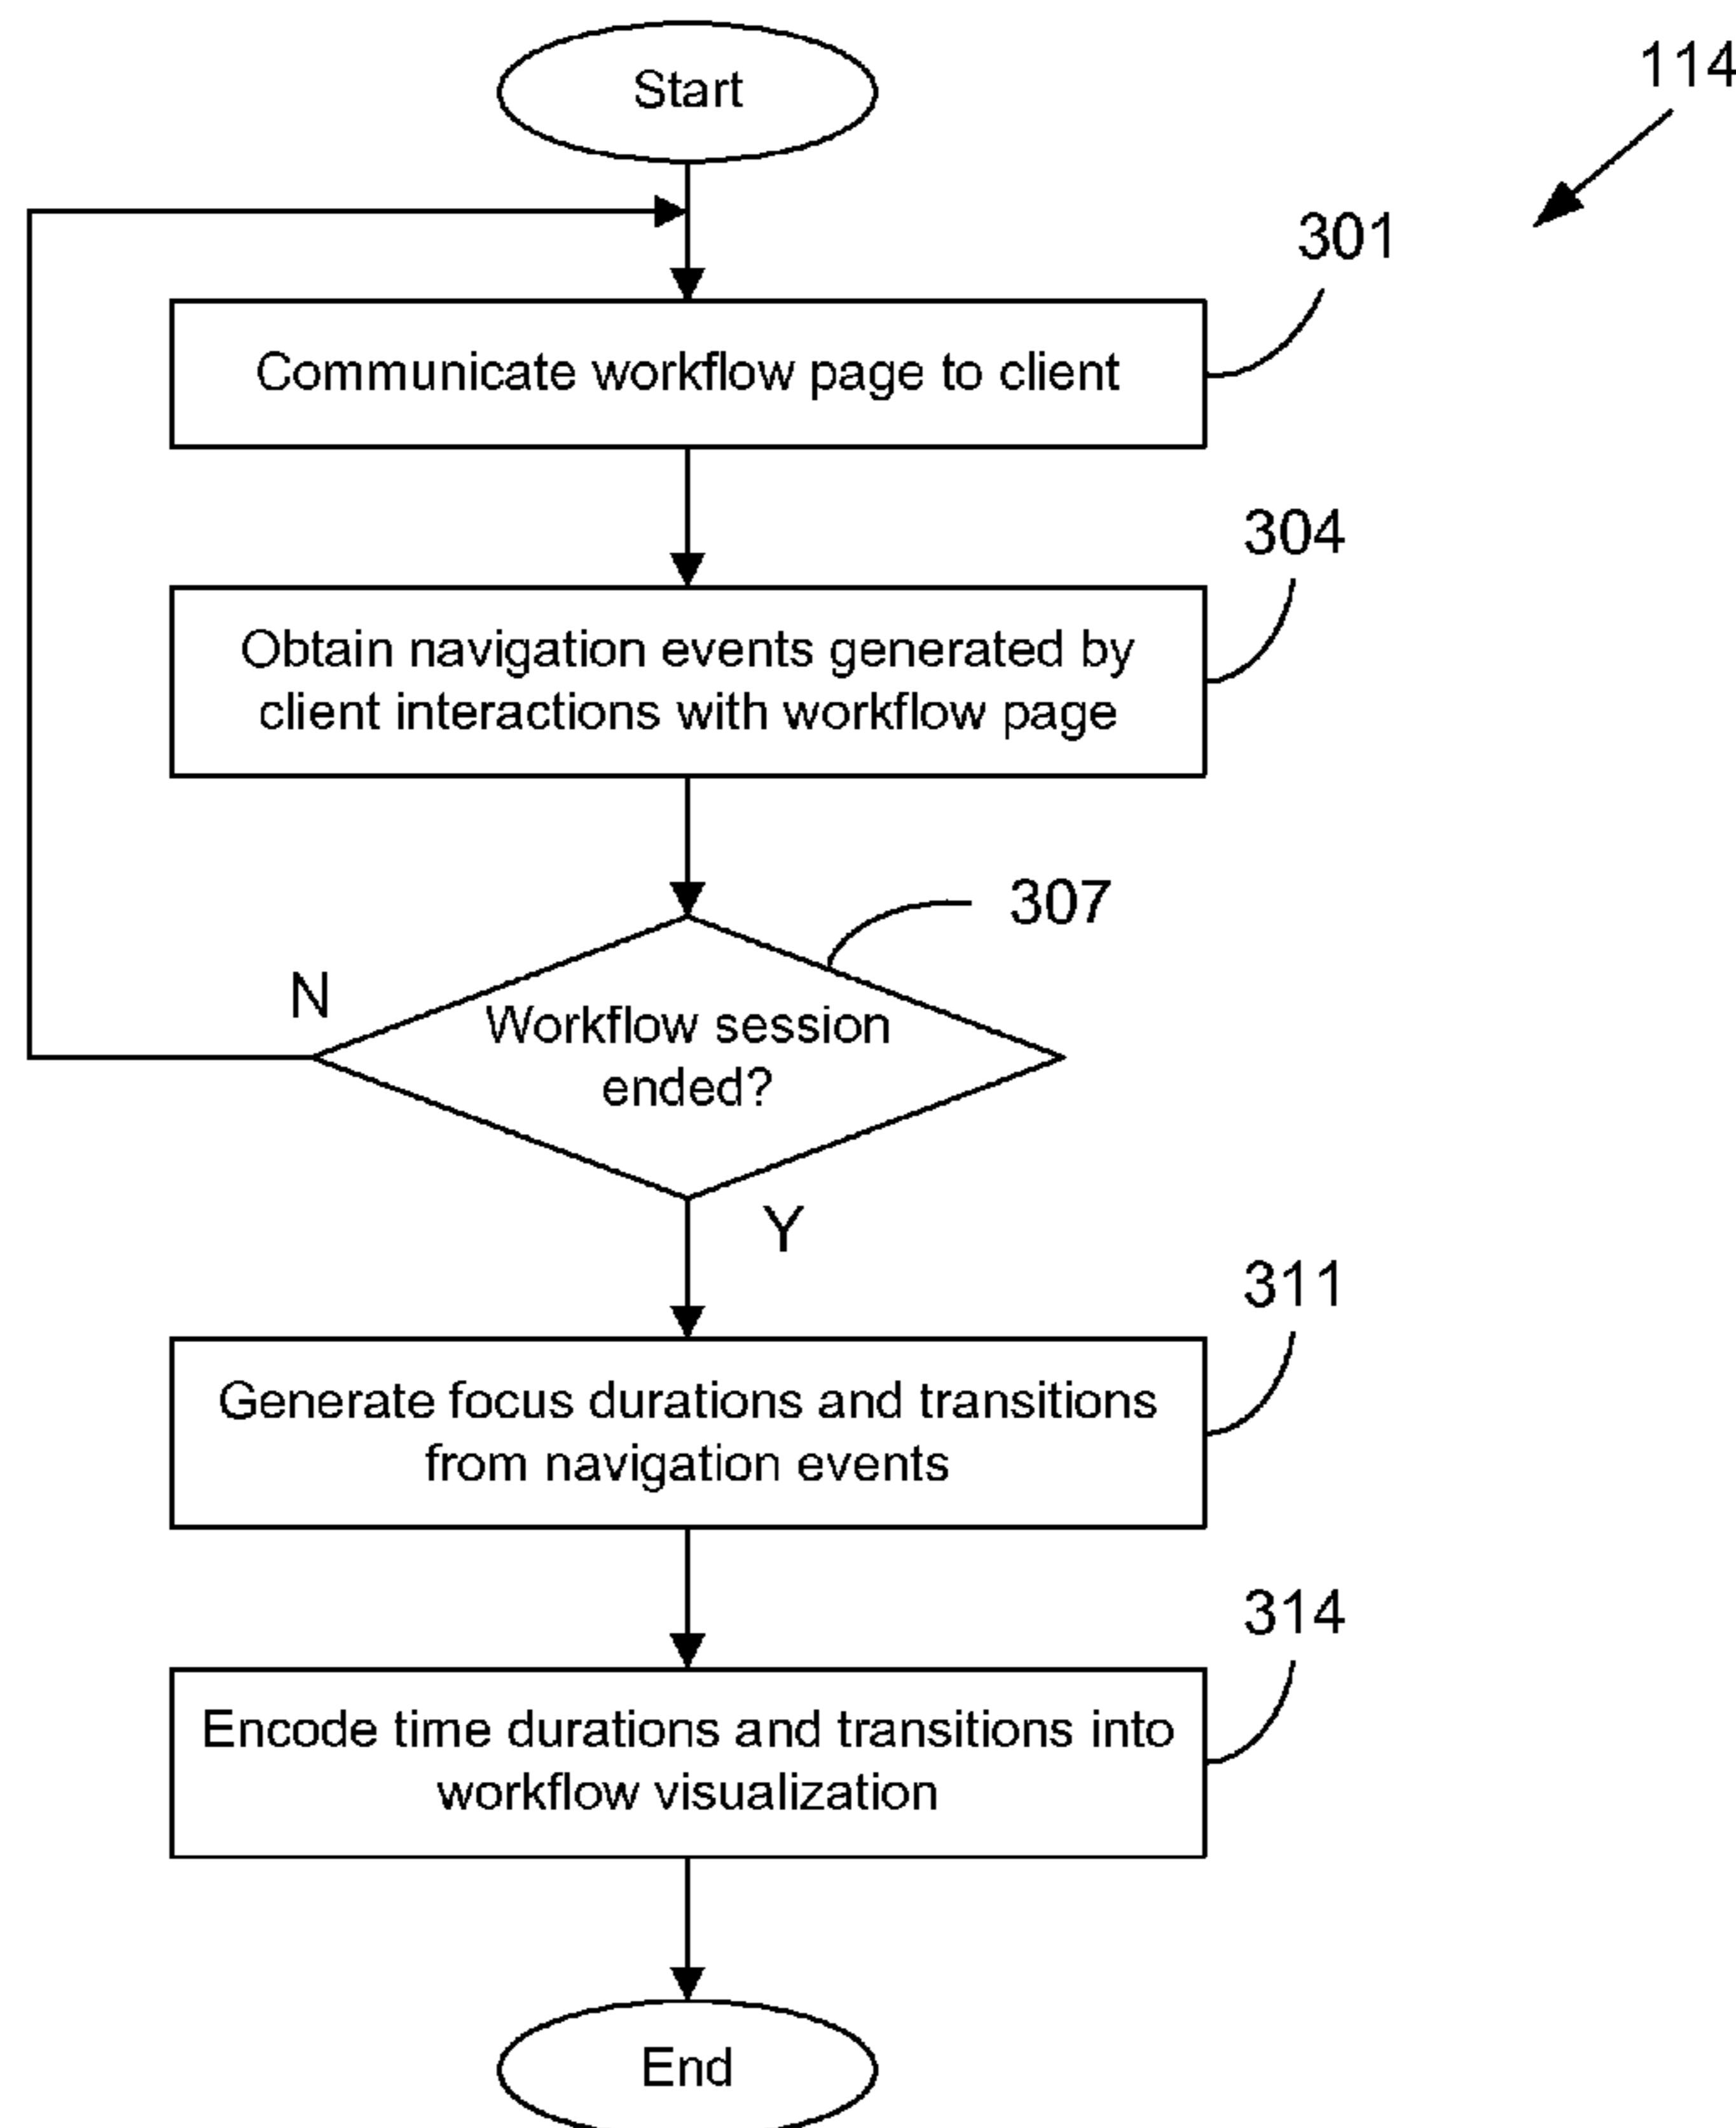 Start
114
301
Communicate workflow page to client
304
Obtain navigation events generated by
client interactions with workflow page
307
N
Workflow session
ended?
Y
311
Generate focus durations and transitions
from navigation events
314
Encode time durations and transitions into
workflow visualization
End